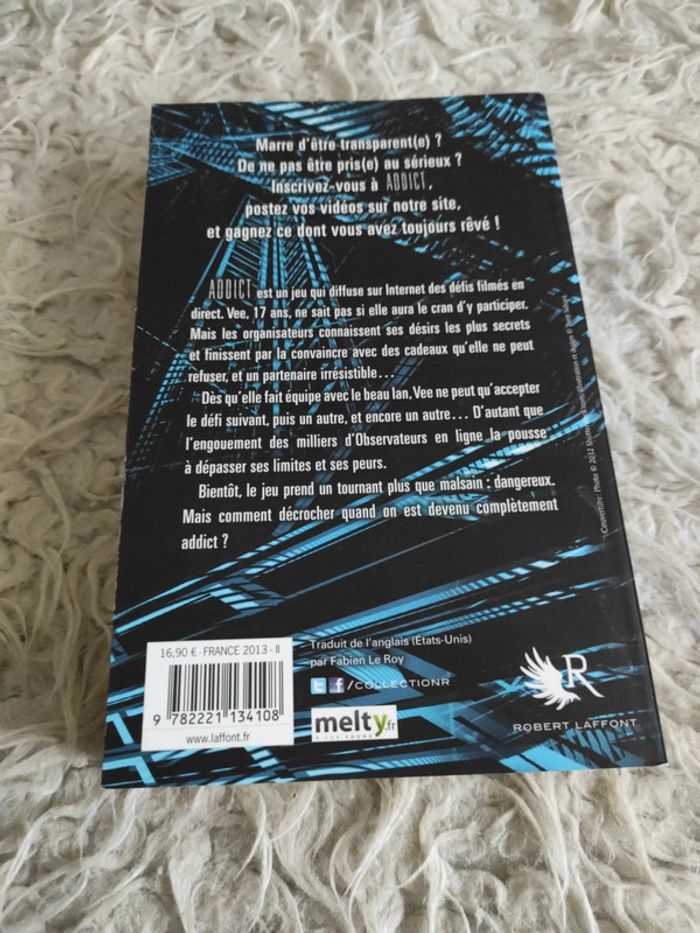 Marre d'être transparent(e) ?
De ne pas être pris(e) au sérieux ?
Inscrivez-vous à ADDICT,
postez vos vidéos sur notre site,
et gagnez ce dont vous avez toujours rêvé !
ADDICT est un jeu qui diffuse sur Internet des défis filmés en
direct. Vee, 17 ans, ne sait pas si elle aura le cran d'y participer.
Mais les organisateurs connaissent ses désirs les plus secrets
et finissent par la convaincre avec des cadeaux qu'elle ne peut
refuser, et un partenaire irrésistible…
Dès qu'elle fait équipe avec le beau Ian, Vee ne peut qu'accepter
le défi suivant, puis un autre, et encore un autre… D'autant que
l'engouement des milliers d'Observateurs en ligne la pousse
à dépasser ses limites et ses peurs.
Bientôt, le jeu prend un tournant plus que malsain : dangereux.
Mais comment décrocher quand on est devenu complètement
addict ?
Couverture : Photo © 2012
16,90 € - FRANCE 2013 - II
9 782221 134108
www.laffont.fr
Traduit de l'anglais (États-Unis)
par Fabien Le Roy
/COLLECTIONR
melty.fr
R
ROBERT LAFFONT